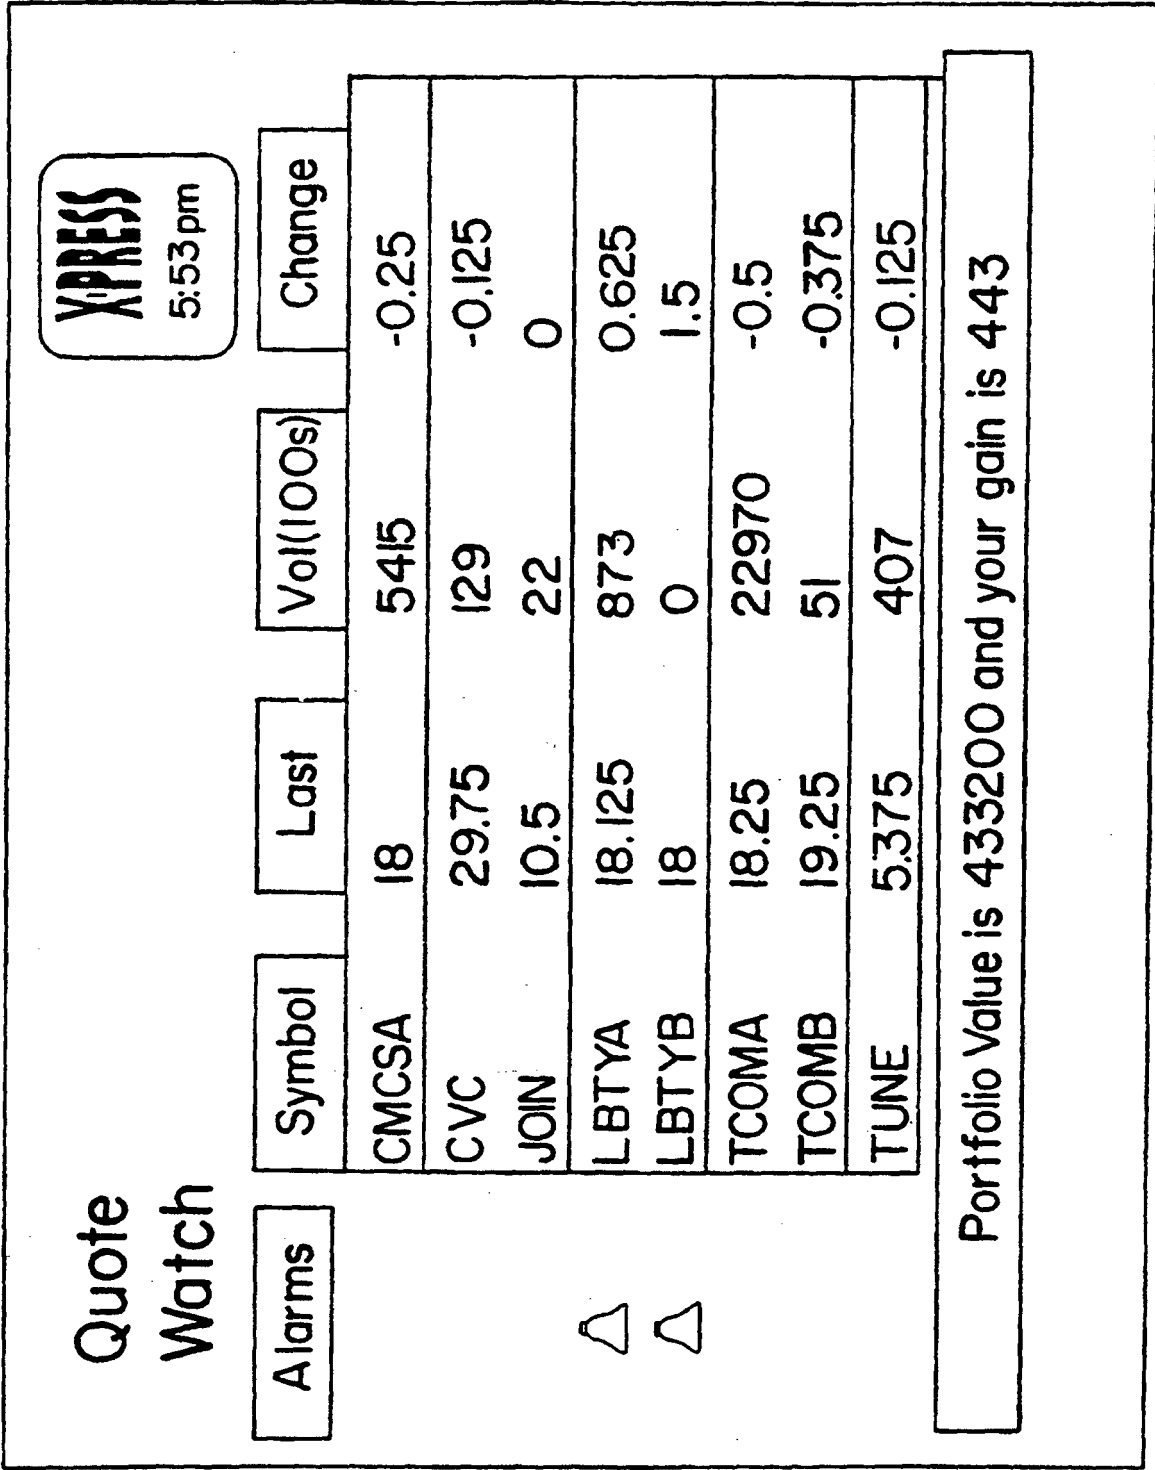 Quote
Watch
X·PRESS
5:53pm
Alarms Symbol Last Vol(100s) Change
CMCSA 18 5415 -0.25
CVC 29.75 129 -0.125
JOIN 10.5 22 0
LBTYA 18.125 873 0.625
LBTYB 18 0 1.5
TCOMA 18.25 22970 -0.5
TCOMB 19.25 51 -0.375
TUNE 5.375 407 -0.125
Portfolio Value is 433200 and your gain is 443